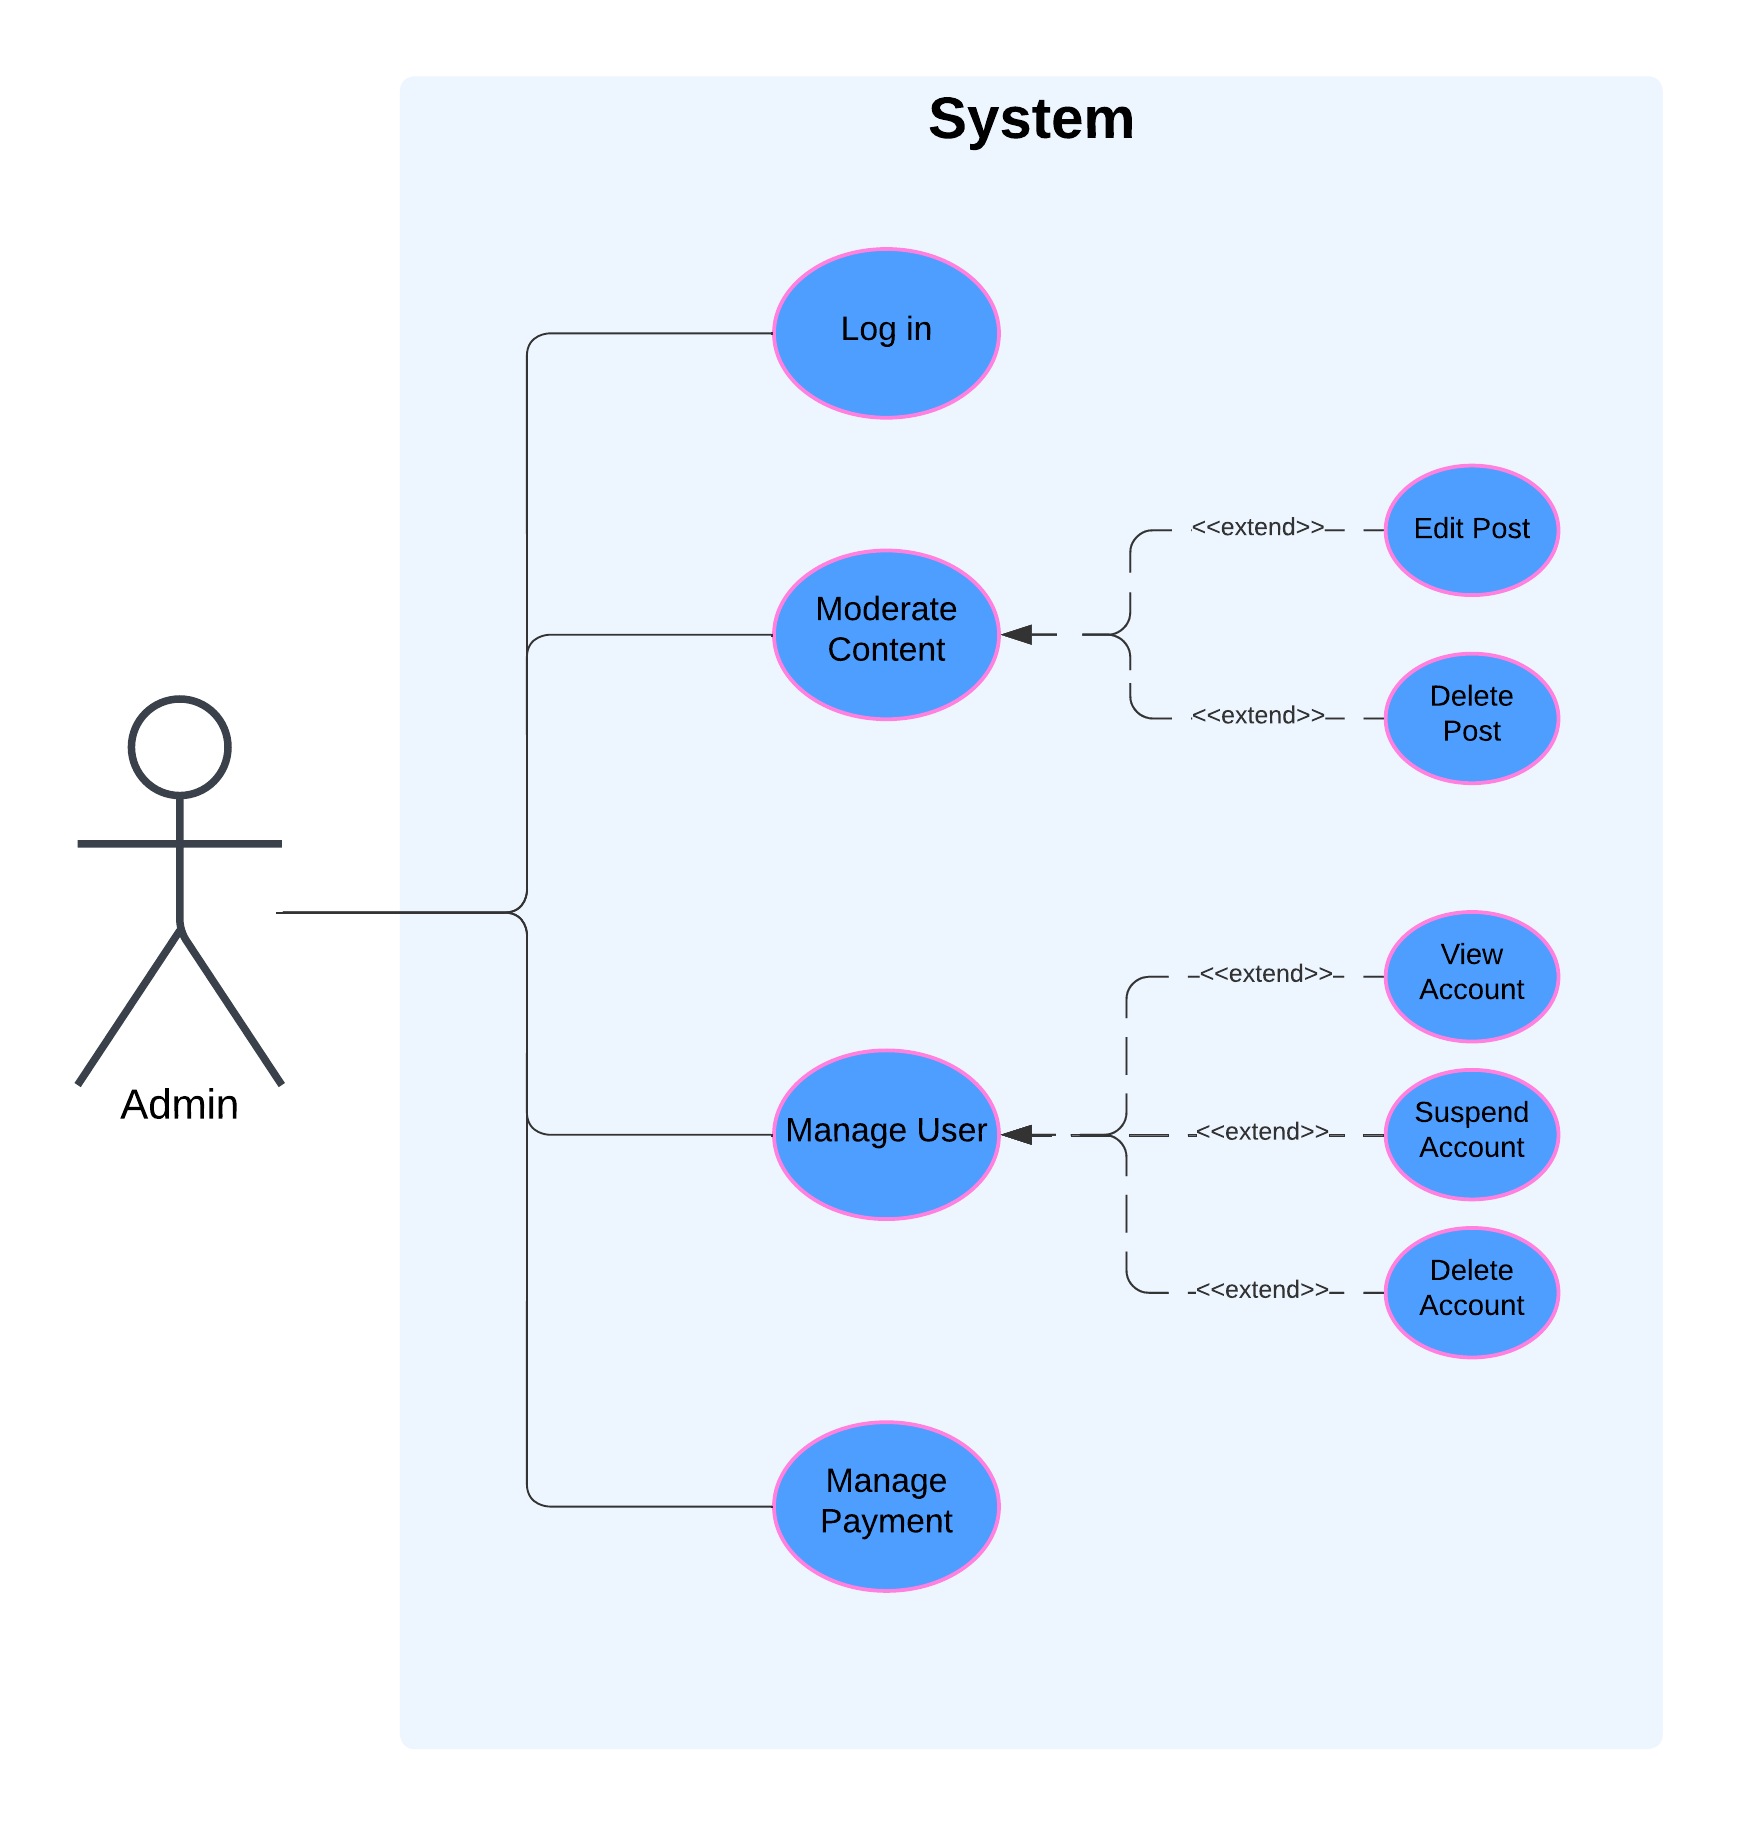 System
Log in
Moderate
Content
<<extend>>
Edit Post
<<extend>>
Delete
Post
Admin
Manage User
<<extend>>
View
Account
<<extend>>
Suspend
Account
<<extend>>
Delete
Account
Manage
Payment